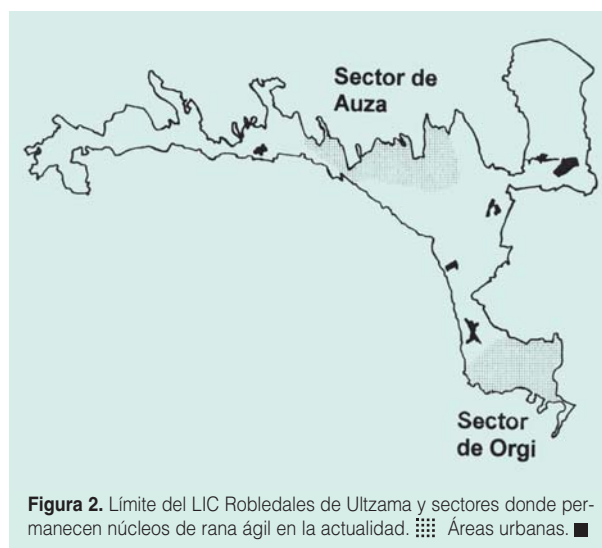 Sector de
Auza
Sector
de Orgi
Figura 2. Límite del LIC Robledales de Ultzama y sectores donde per-
manecen núcleos de rana ágil en la actualidad. Áreas urbanas.